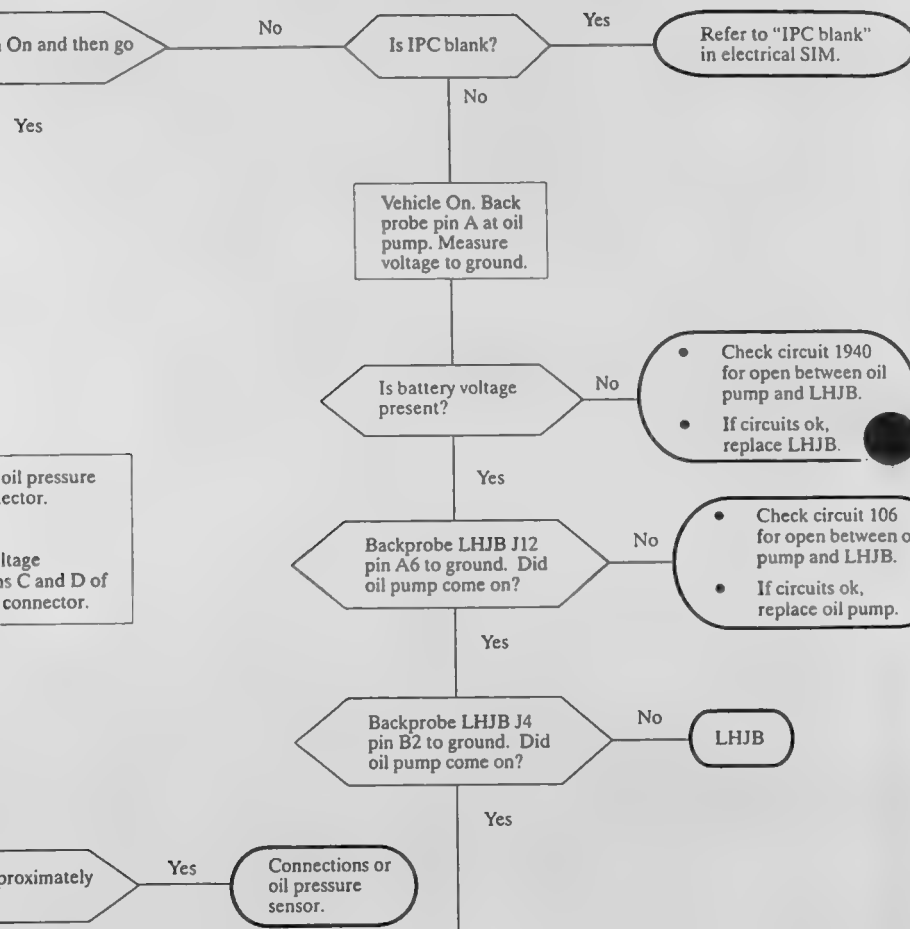 On and then go
No
Is IPC blank?
Yes
Refer to "IPC blank"
in electrical SIM.
Yes
No
Vehicle On. Back
probe pin A at oil
pump. Measure
voltage to ground.
Is battery voltage
present?
No
• Check circuit 1940
for open between oil
pump and LHJB.
• If circuits ok,
replace LHJB.
Yes
oil pressure
C and D of
connector.
Backprobe LHJB J12
pin A6 to ground. Did
oil pump come on?
No
• Check circuit 106
for open between
pump and LHJB.
• If circuits ok,
replace oil pump.
Yes
Backprobe LHJB J4
pin B2 to ground. Did
oil pump come on?
No
LHJB
Yes
Yes
Connections or
oil pressure
sensor.